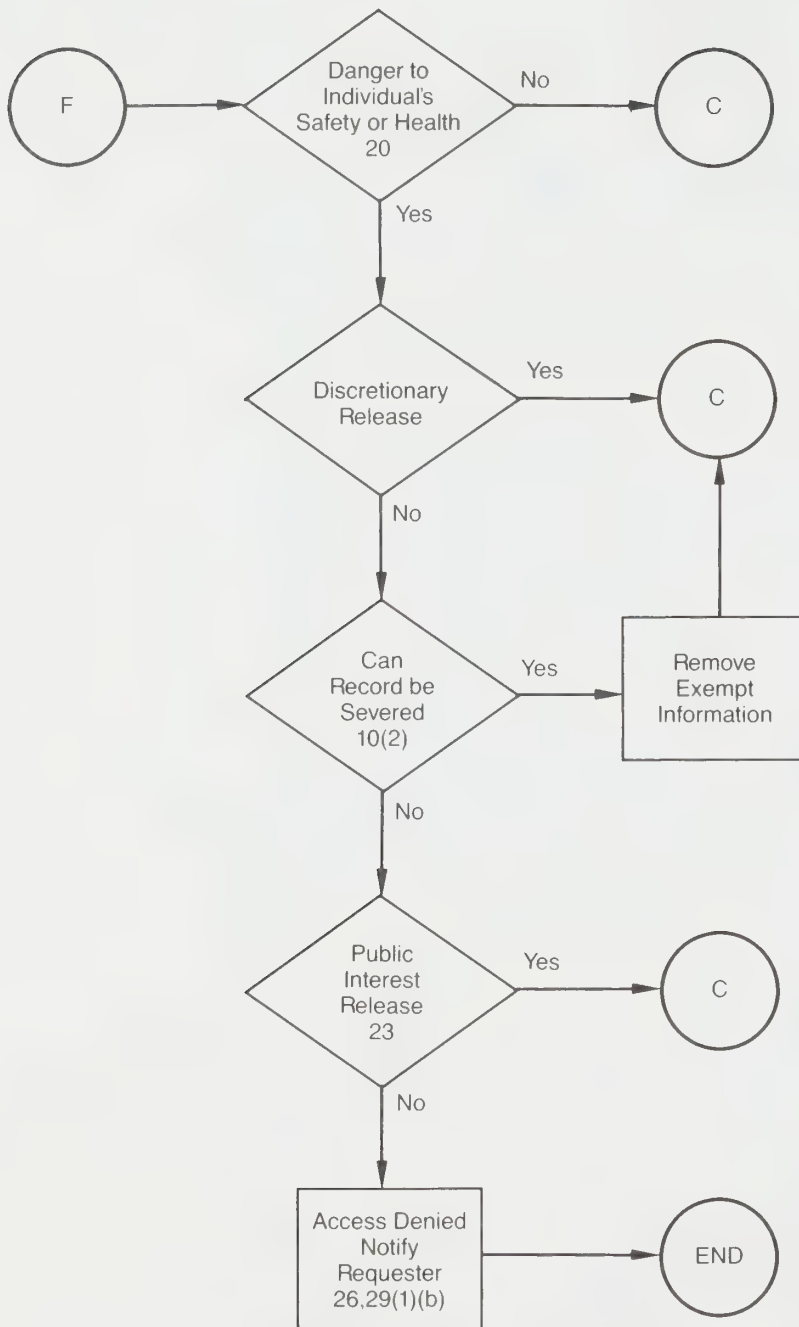 F
Danger to
Individual's
Safety or Health
20
No
C
Yes
Discretionary
Release
Yes
C
No
Can
Record be
Severed
10(2)
Yes
Remove
Exempt
Information
No
Public
Interest
Release
23
Yes
C
No
Access Denied
Notify
Requester
26,29(1)(b)
END